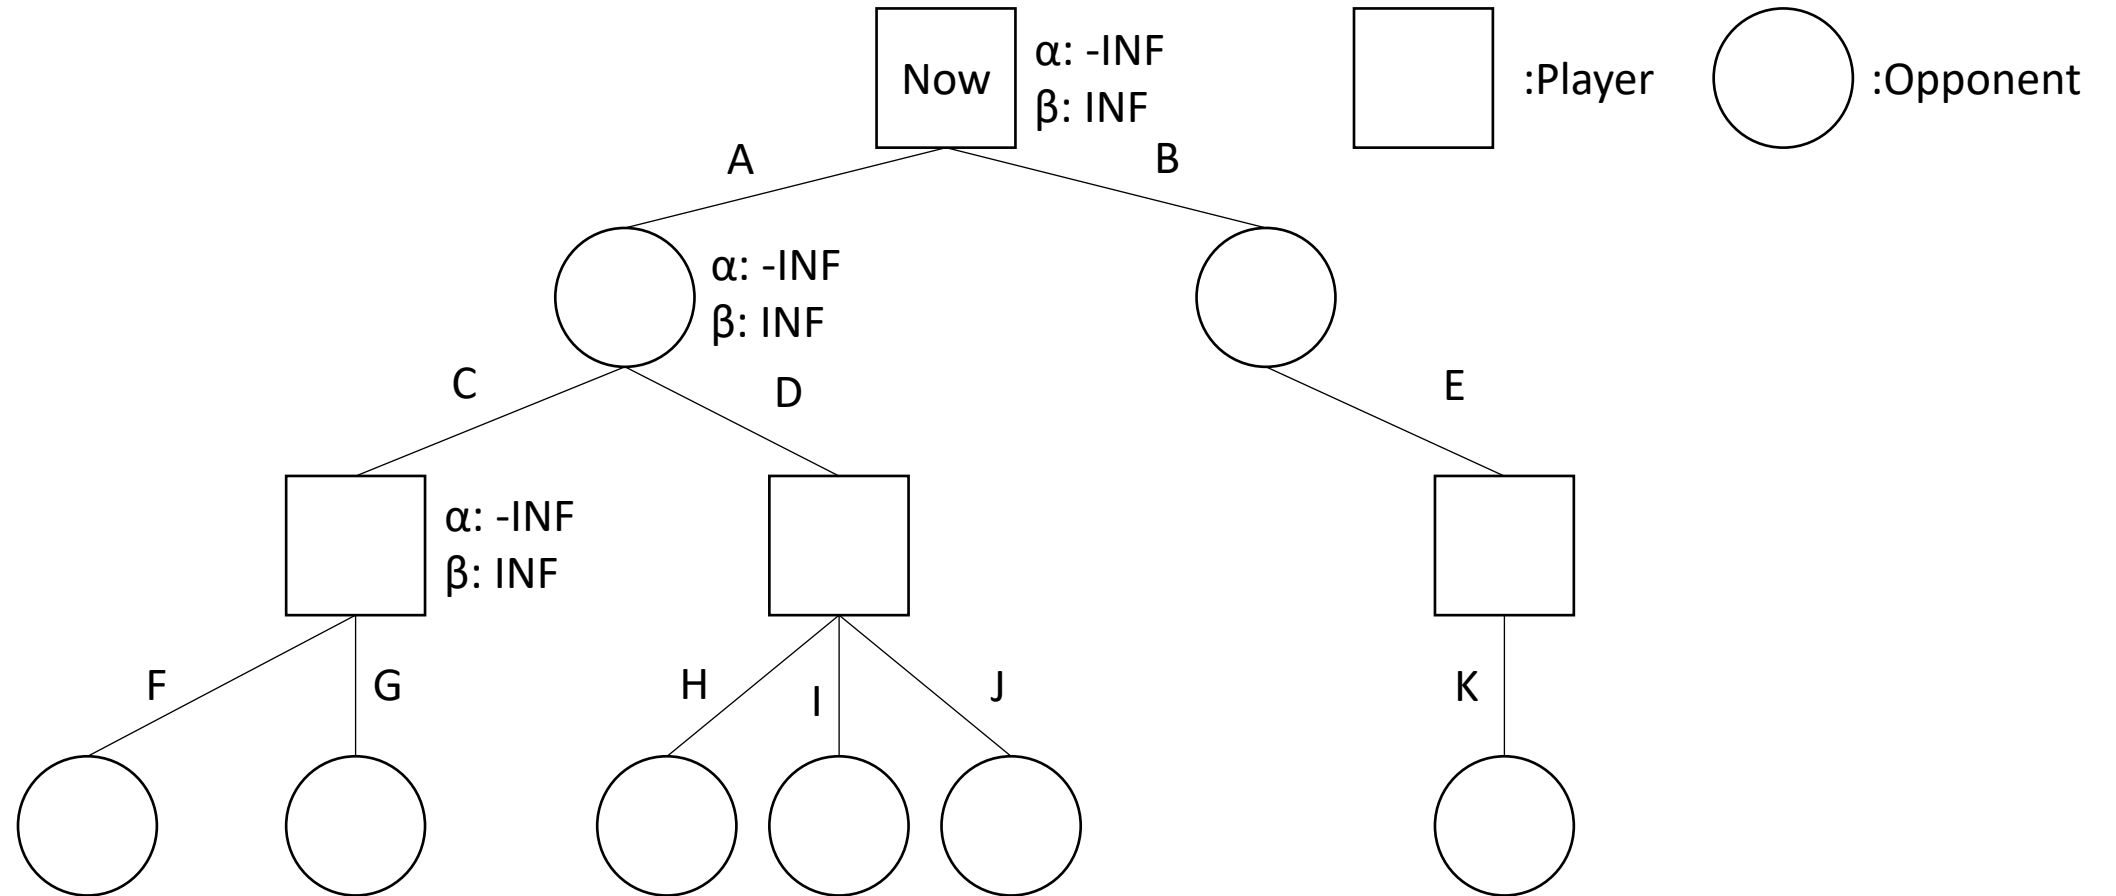 Now
α: -INF
β: INF
:Player
:Opponent
A
B
α: -INF
β: INF
C
D
E
α: -INF
β: INF
F
G
H
I
J
K